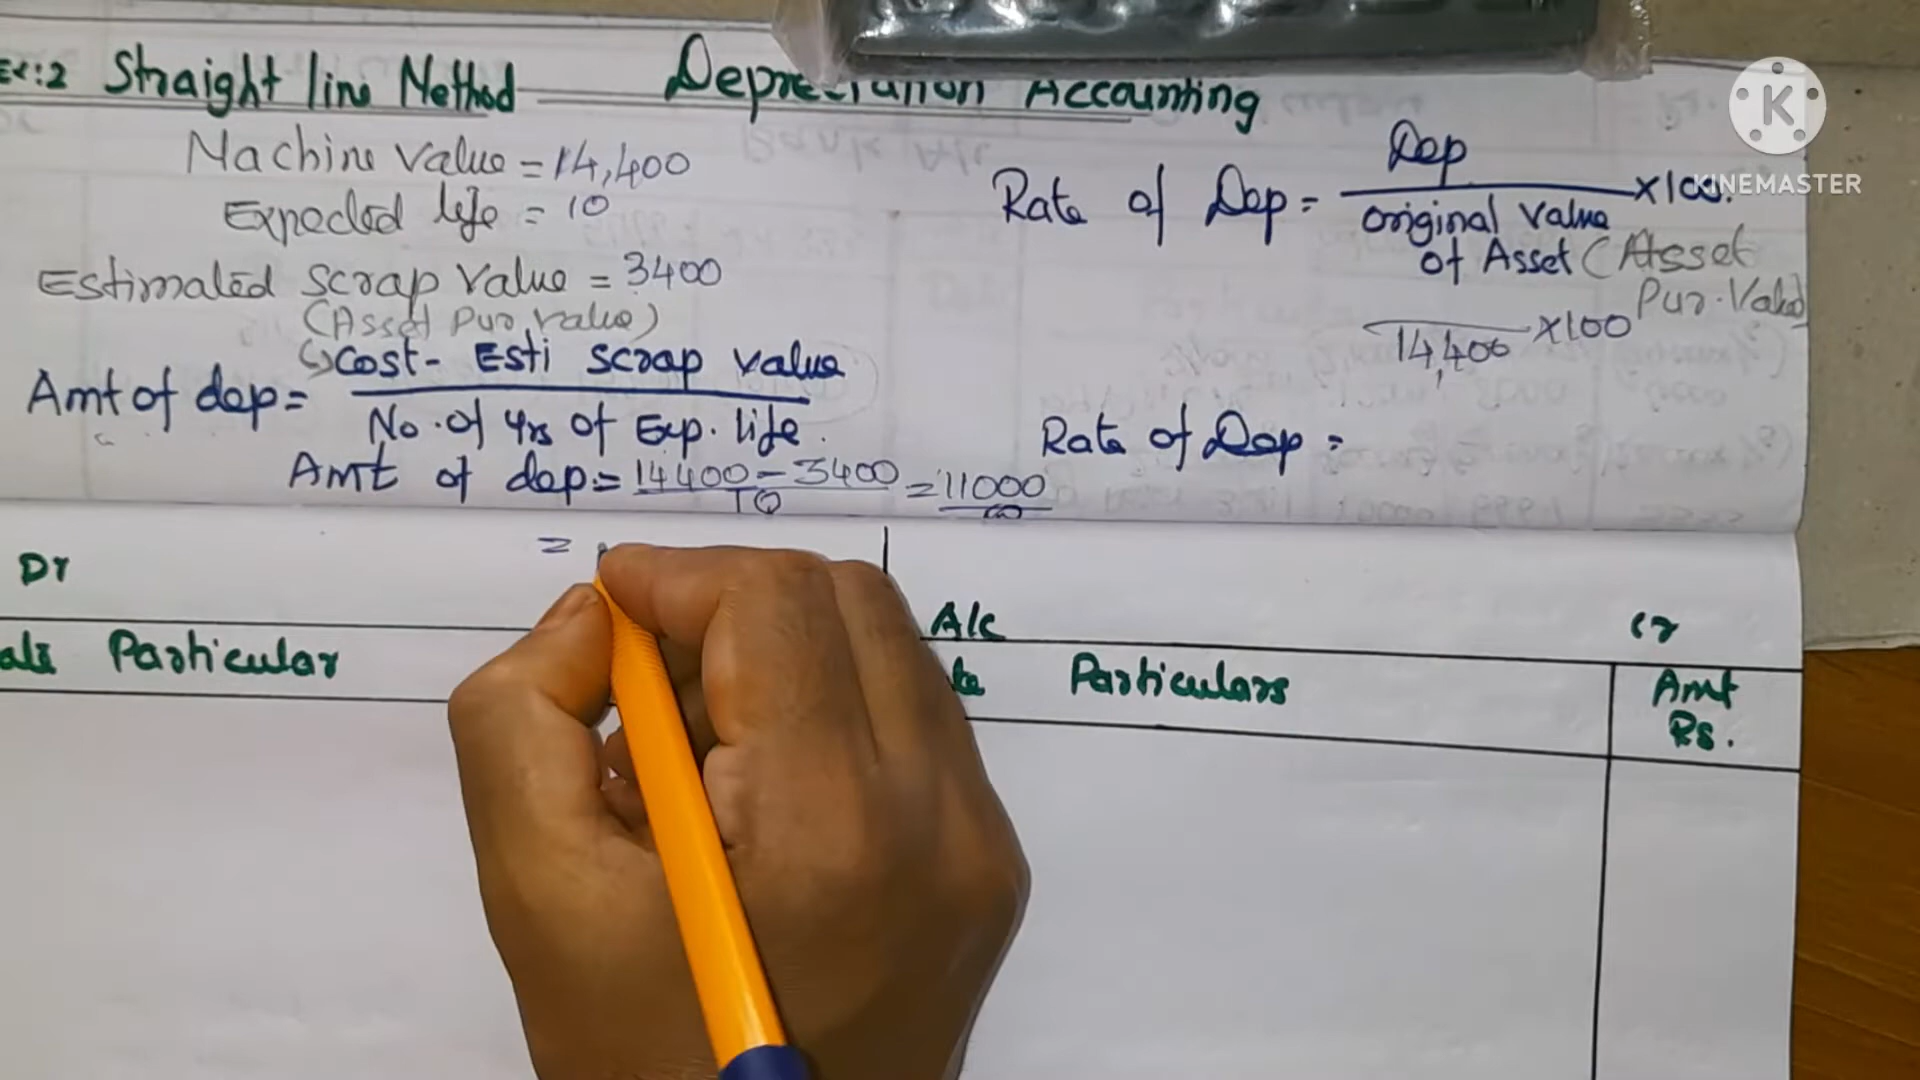 Ex:2 Straight line Method Depreciation Accounting
Machine Value = 14,400
Expected life = 10
Estimated Scrap Value = 3400
(Asset Pur Value)
Amt of dep = Cost - Esti scrap value
No. of yrs of Exp. life.
Amt of dep = 14400 - 3400 = 11000
10 10
=
Rate of Dep = Dep ×100.
original value
of Asset (Asset
Pur. Value)
×100
14,400
Rate of Dep =
K
KINEMASTER
Dr
A/c Cr
Particular
Particulars Amt
Rs.